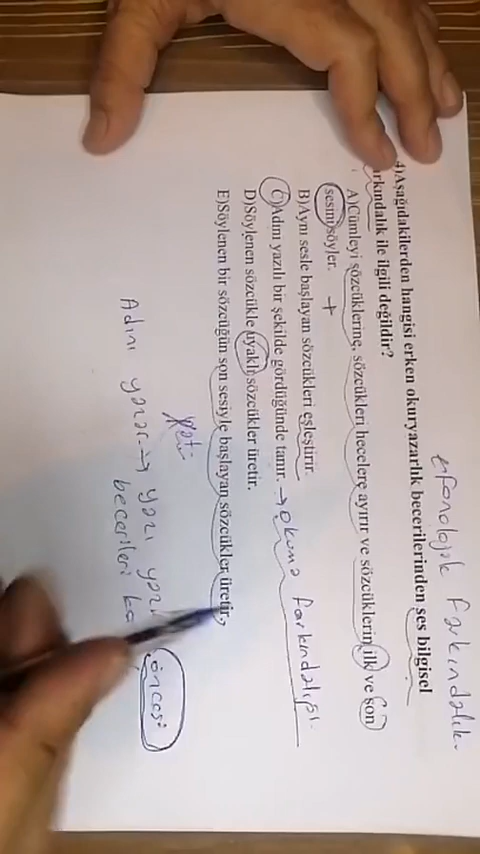 fonolojik farkındalık.
4)Aşağıdakilerden hangisi erken okuryazarlık becerilerinden ses bilgisel
farkındalık ile ilgili değildir?
A)Cümleyi sözcüklerine, sözcükleri hecelere ayırır ve sözcüklerin ilk ve son
sesini söyler. +
B)Aynı sesle başlayan sözcükleri eşleştirir.
C)Adını yazılı bir şekilde gördüğünde tanır. → okuma farkındalığı.
D)Söylenen sözcükle uyaklı sözcükler üretir.
E)Söylenen bir sözcüğün son sesiyle başlayan sözcükler üretir.
Adını yazar → yazı
becerileri öncesi